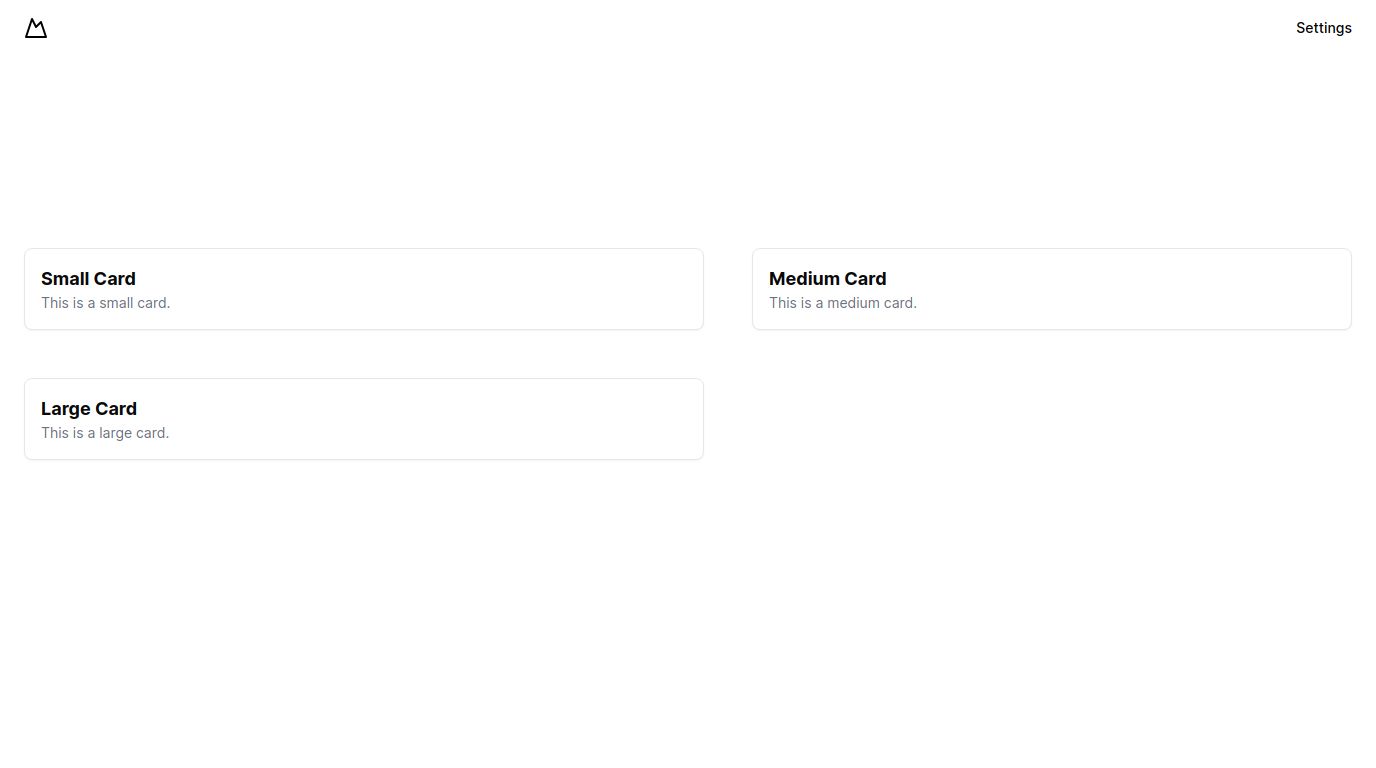 Settings
Small Card
This is a small card.
Medium Card
This is a medium card.
Large Card
This is a large card.